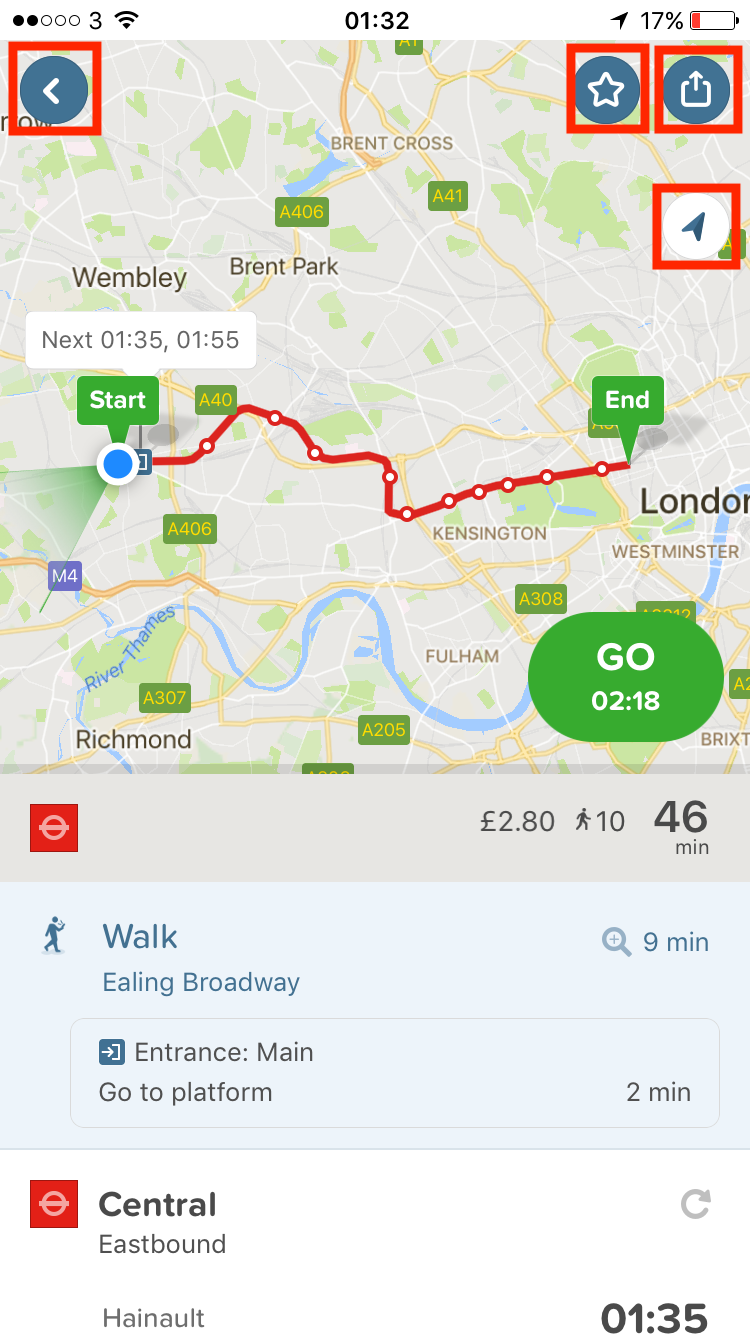 3
01:32
17%
A1
BRENT CROSS
A41
A406
Brent Park
Wembley
Next 01:35, 01:55
Start
A40
End
London
A406
KENSINGTON
WESTMINSTER
M4
A308
River Thames
FULHAM
GO
02:18
A307
A205
Richmond
£2.80
10
46
min
Walk
9 min
Ealing Broadway
Entrance: Main
Go to platform
2 min
Central
Eastbound
Hainault
01:35